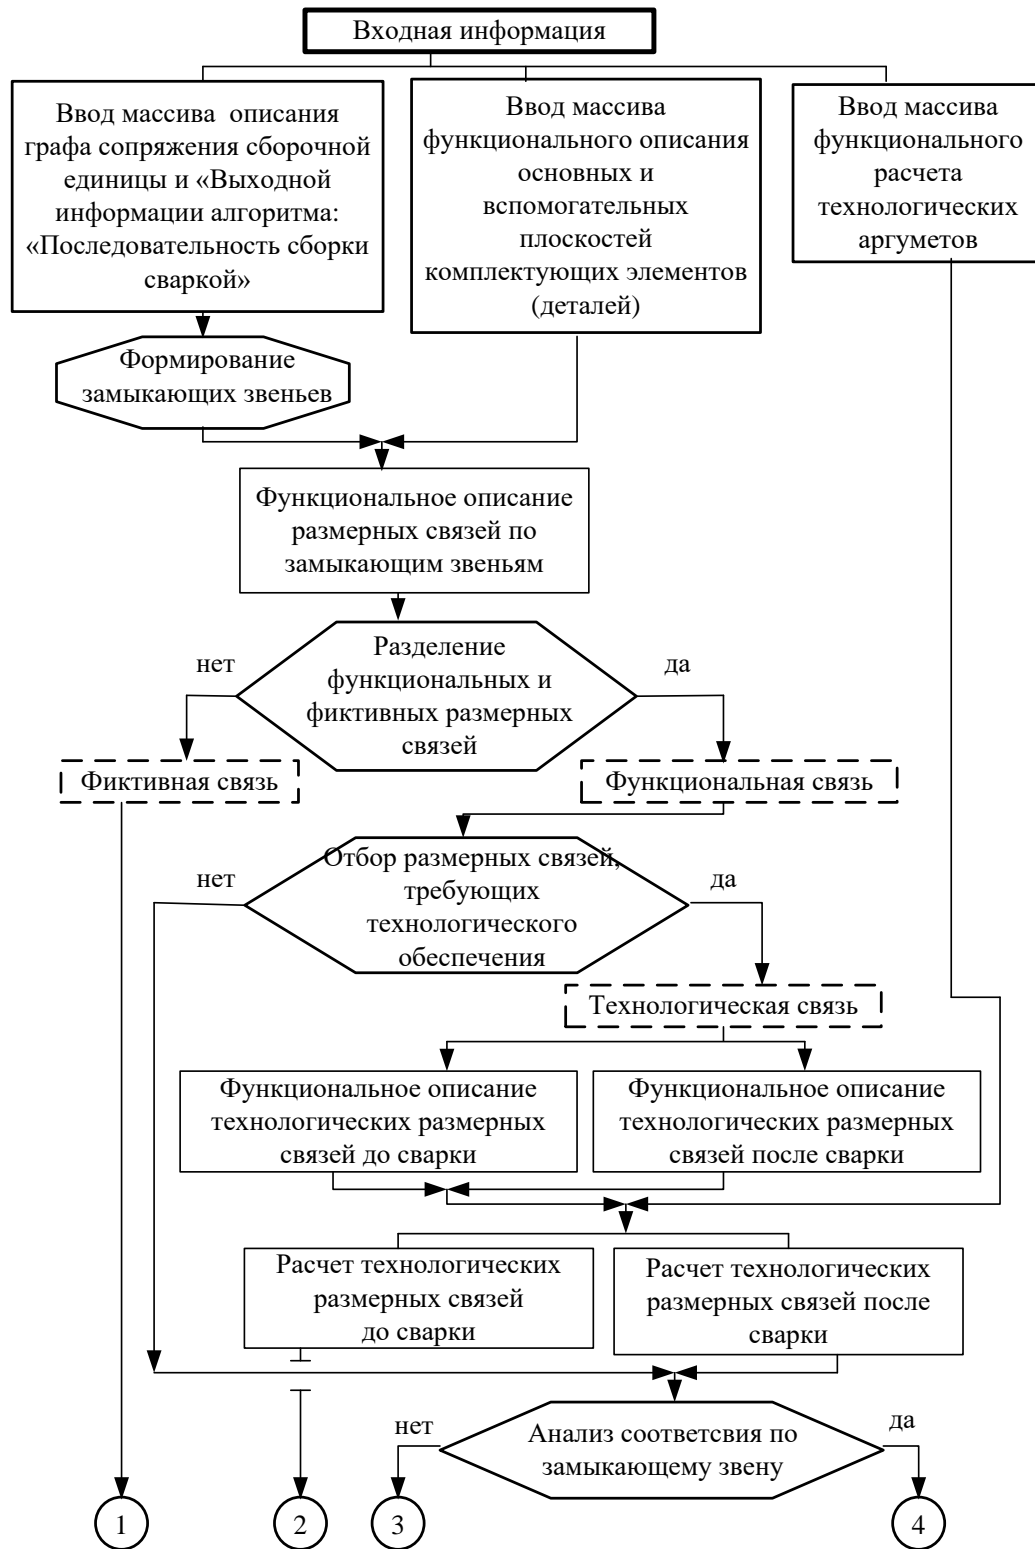 Входная информация
Ввод массива описания
графа сопряжения сборочной
единицы и «Выходной
информации алгоритма:
«Последовательность сборки
сваркой»
Ввод массива
функционального описания
основных и
вспомогательных
плоскостей
комплектующих элементов
(деталей)
Ввод массива
функционального
расчета
технологических
аргуметов
Формирование
замыкающих звеньев
Функциональное описание
размерных связей по
замыкающим звеньям
нет
Разделение
функциональных и
фиктивных размерных
связей
да
Фиктивная связь
Функциональная связь
нет
Отбор размерных связей,
требующих
технологического
обеспечения
да
Технологическая связь
Функциональное описание
технологических размерных
связей до сварки
Функциональное описание
технологических размерных
связей после сварки
Расчет технологических
размерных связей
до сварки
Расчет технологических
размерных связей после
сварки
нет
Анализ соответсвия по
замыкающему звену
да
1
2
3
4